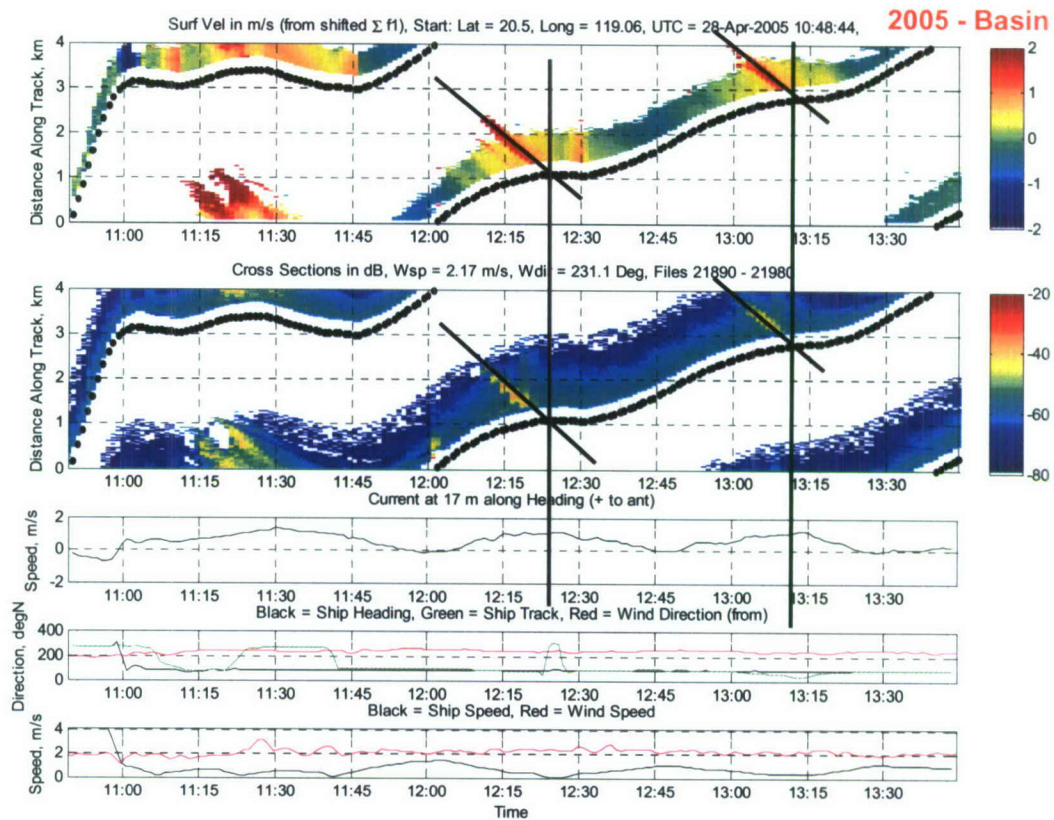 Surf Vel in m/s (from shifted Σ f1), Start: Lat = 20.5, Long = 119.06, UTC = 28-Apr-2005 10:48:44,
2005 - Basin
Distance Along Track, km
4
3
2
1
0
11:00 11:15 11:30 11:45 12:00 12:15 12:30 12:45 13:00 13:15 13:30
2
1
0
-1
-2
Cross Sections in dB, Wsp = 2.17 m/s, Wdir = 231.1 Deg, Files 21890 - 21980
Distance Along Track, km
4
3
2
1
0
11:00 11:15 11:30 11:45 12:00 12:15 12:30 12:45 13:00 13:15 13:30
-20
-40
-60
-80
Current at 17 m along Heading (+ to ant)
Speed, m/s
2
0
-2
11:00 11:15 11:30 11:45 12:00 12:15 12:30 12:45 13:00 13:15 13:30
Black = Ship Heading, Green = Ship Track, Red = Wind Direction (from)
Direction, degN
400
200
0
11:00 11:15 11:30 11:45 12:00 12:15 12:30 12:45 13:00 13:15 13:30
Black = Ship Speed, Red = Wind Speed
Speed, m/s
4
2
0
11:00 11:15 11:30 11:45 12:00 12:15 12:30 12:45 13:00 13:15 13:30
Time